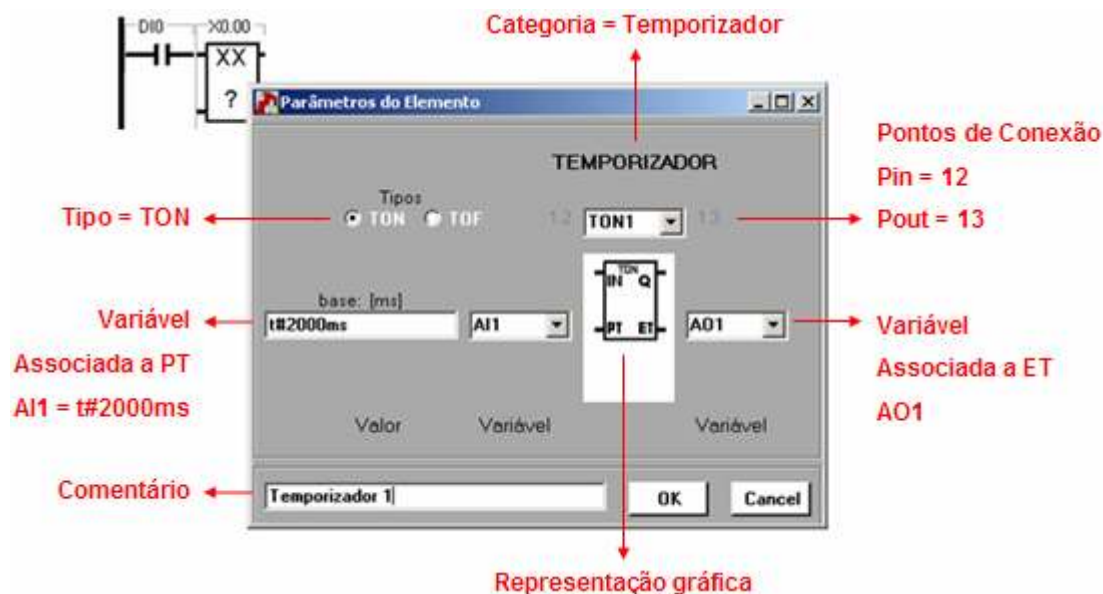 DI0
X0.00
XX
?
Categoria = Temporizador
Parâmetros do Elemento
TEMPORIZADOR
Tipos
TON TOF
12
TON1
13
Pontos de Conexão
Pin = 12
Pout = 13
Tipo = TON
base: [ms]
t#2000ms
AI1
TON
IN Q
PT ET
AO1
Variável
Associada a PT
AI1 = t#2000ms
Variável
Associada a ET
AO1
Valor
Variável
Variável
Comentário
Temporizador 1
OK
Cancel
Representação gráfica